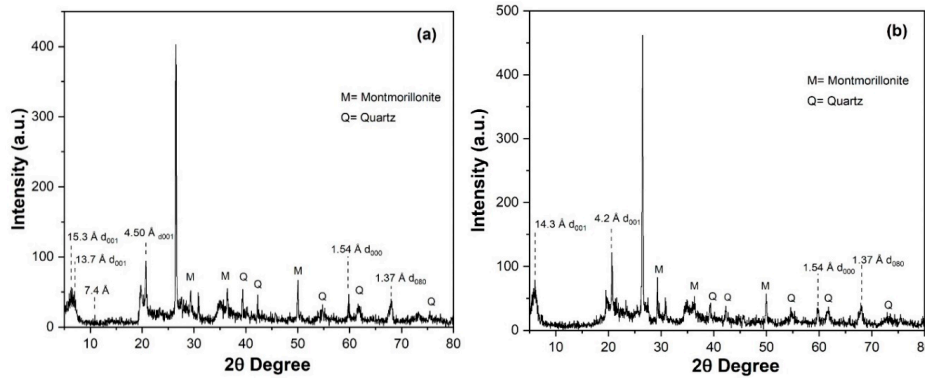 (a)
M= Montmorillonite
Q= Quartz
15.3 Å d001
13.7 Å d001
7.4 Å
4.50 Å d001
M
M
Q
Q
M
Q
1.54 Å d000
Q
1.37 Å d080
Q
Intensity (a.u.)
400
300
200
100
0
10 20 30 40 50 60 70 80
2θ Degree
(b)
M= Montmorillonite
Q= Quartz
14.3 Å d001
4.2 Å d001
M
M
Q
Q
M
Q
1.54 Å d000
Q
1.37 Å d080
Q
Intensity (a.u.)
500
400
300
200
100
0
10 20 30 40 50 60 70 80
2θ Degree